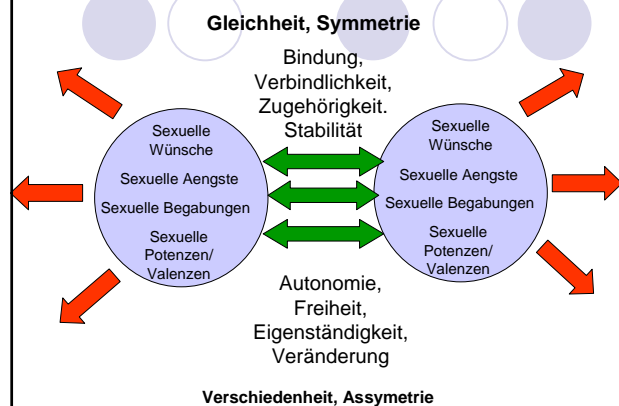 Gleichheit, Symmetrie
Bindung,
Verbindlichkeit,
Zugehörigkeit.
Stabilität
Sexuelle
Wünsche
Sexuelle Aengste
Sexuelle Begabungen
Sexuelle
Potenzen/
Valenzen
Sexuelle
Wünsche
Sexuelle Aengste
Sexuelle Begabungen
Sexuelle
Potenzen/
Valenzen
Autonomie,
Freiheit,
Eigenständigkeit,
Veränderung
Verschiedenheit, Assymetrie